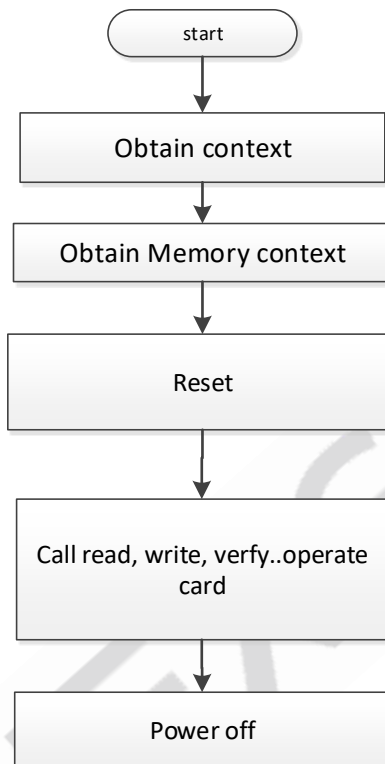 start
Obtain context
Obtain Memory context
Reset
Call read, write, verfy..operate
card
Power off